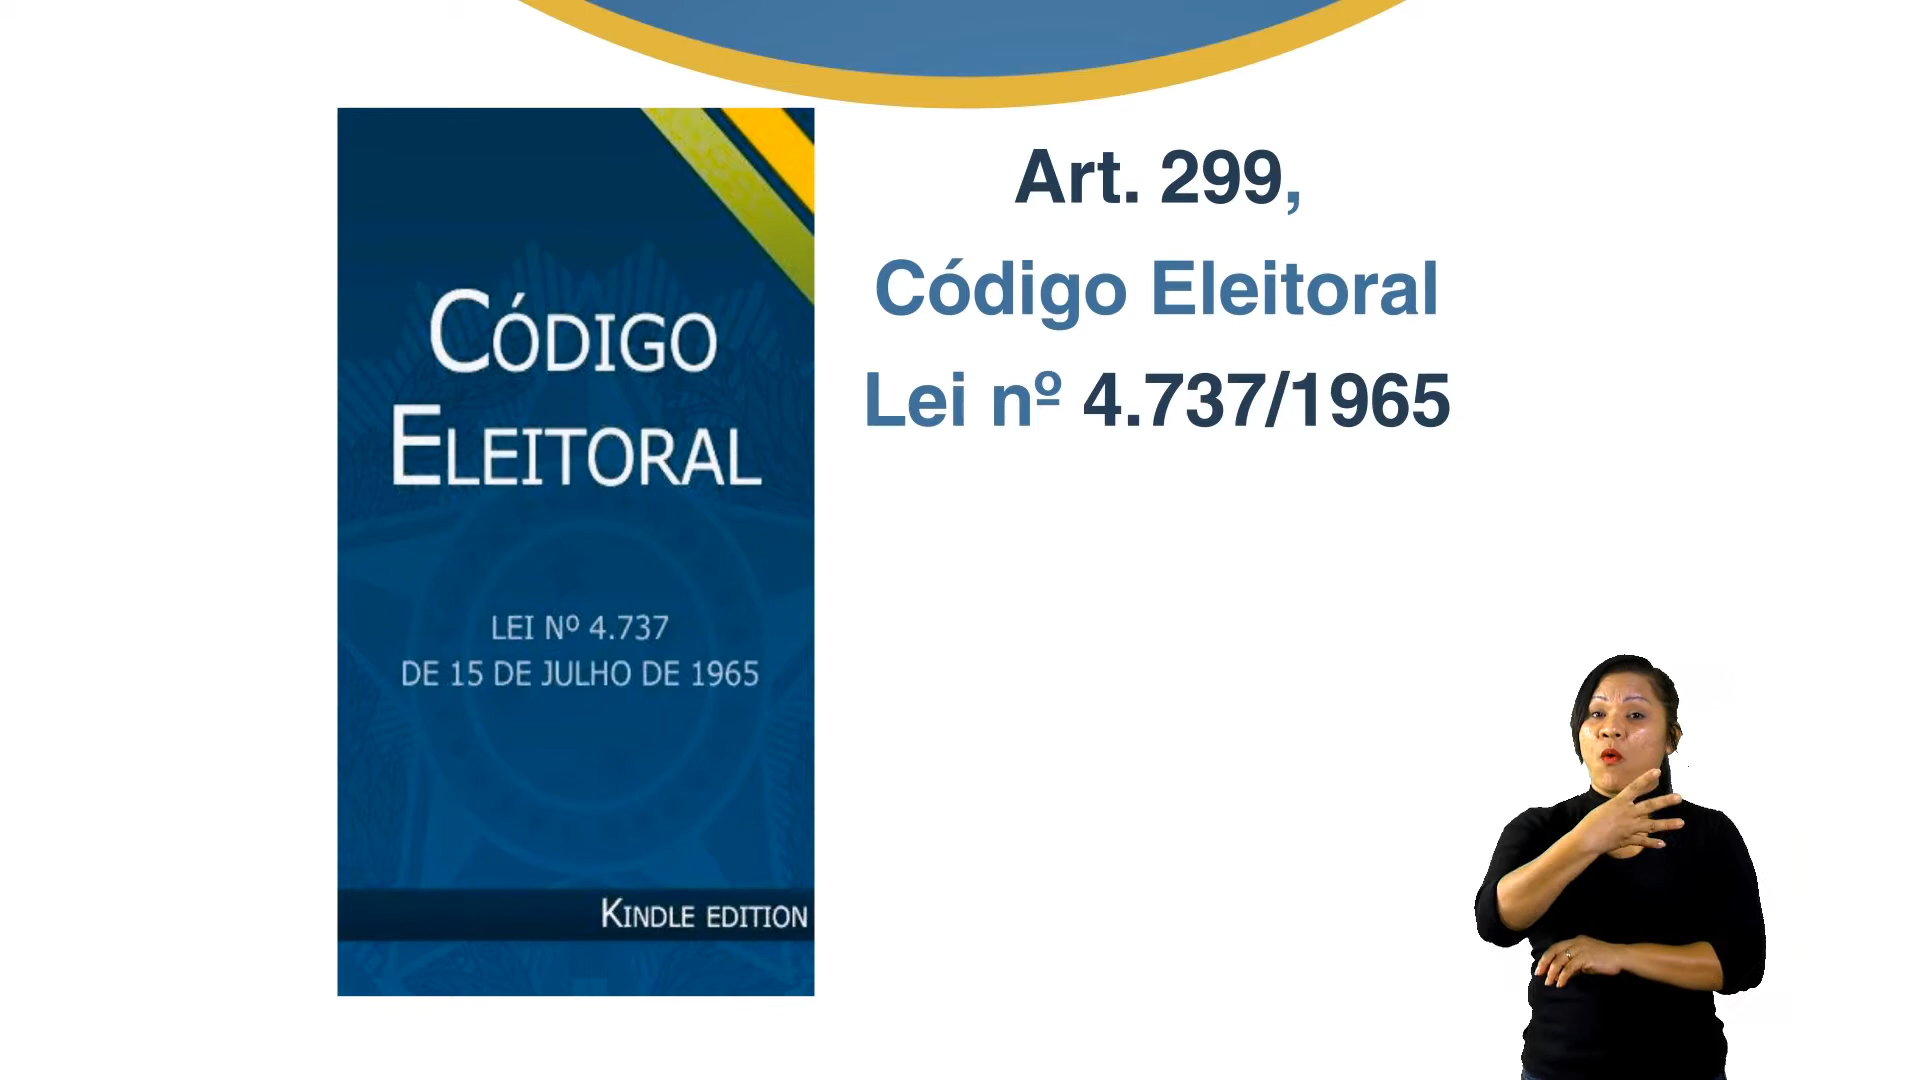 Art. 299,
Código Eleitoral
Lei nº 4.737/1965
CÓDIGO
ELEITORAL
LEI Nº 4.737
DE 15 DE JULHO DE 1965
KINDLE EDITION